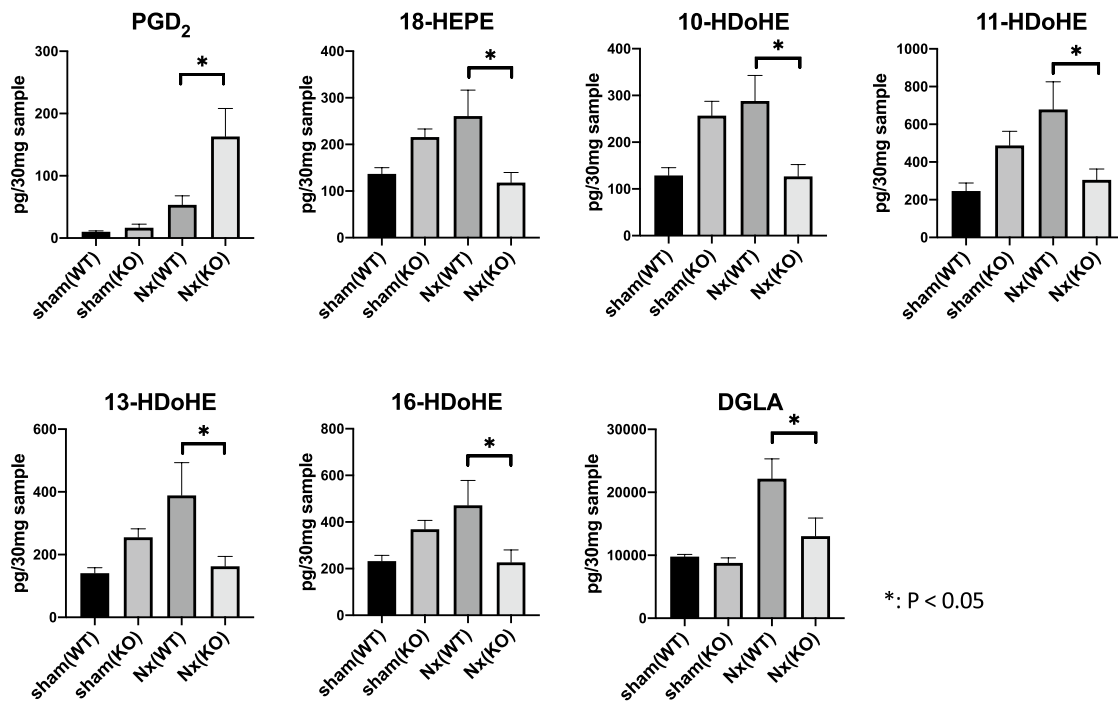 PGD2
pg/30mg sample
300
200
100
0
*
sham(WT)
sham(KO)
Nx(WT)
Nx(KO)
18-HEPE
pg/30mg sample
400
300
200
100
0
*
sham(WT)
sham(KO)
Nx(WT)
Nx(KO)
10-HDoHE
pg/30mg sample
400
300
200
100
0
*
sham(WT)
sham(KO)
Nx(WT)
Nx(KO)
11-HDoHE
pg/30mg sample
1000
800
600
400
200
0
*
sham(WT)
sham(KO)
Nx(WT)
Nx(KO)
13-HDoHE
pg/30mg sample
600
400
200
0
*
sham(WT)
sham(KO)
Nx(WT)
Nx(KO)
16-HDoHE
pg/30mg sample
800
600
400
200
0
*
sham(WT)
sham(KO)
Nx(WT)
Nx(KO)
DGLA
pg/30mg sample
30000
20000
10000
0
*
sham(WT)
sham(KO)
Nx(WT)
Nx(KO)
*: P < 0.05